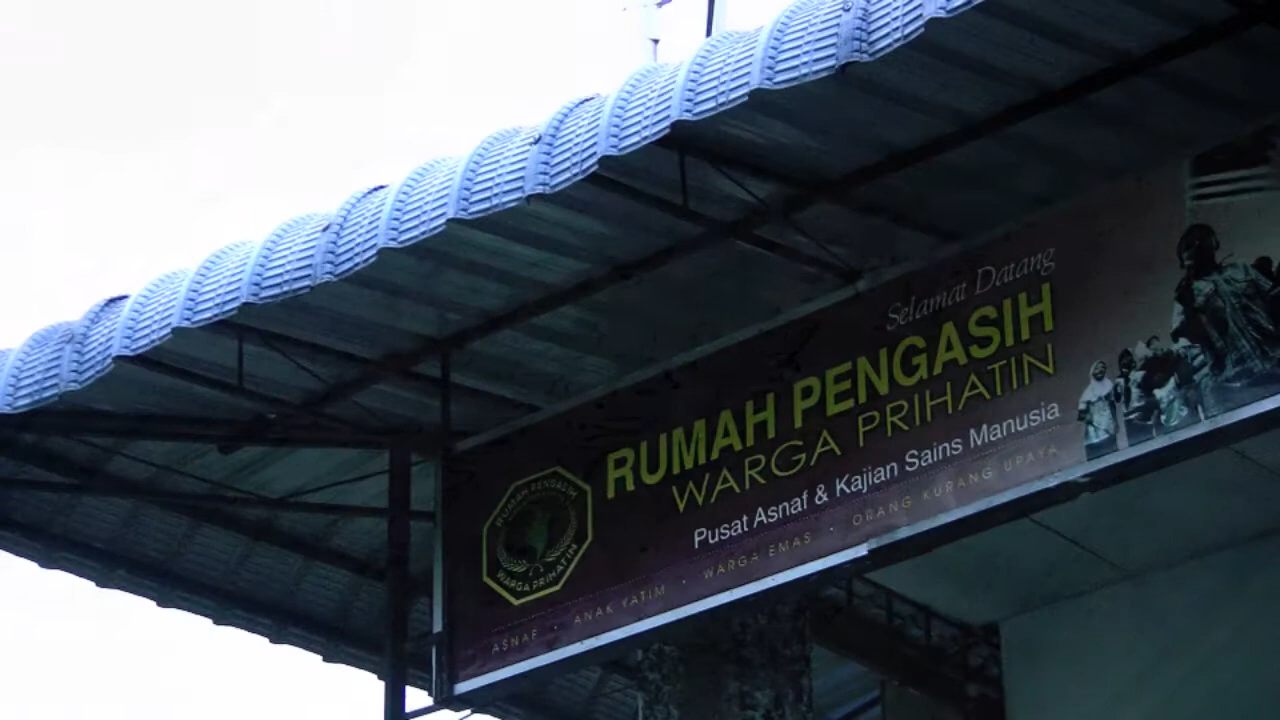 Selamat Datang
RUMAH PENGASIH
WARGA PRIHATIN
Pusat Asnaf & Kajian Sains Manusia
ASNAF · ANAK YATIM · WARGA EMAS · ORANG KURANG UPAYA
RUMAH PENGASIH
WARGA PRIHATIN